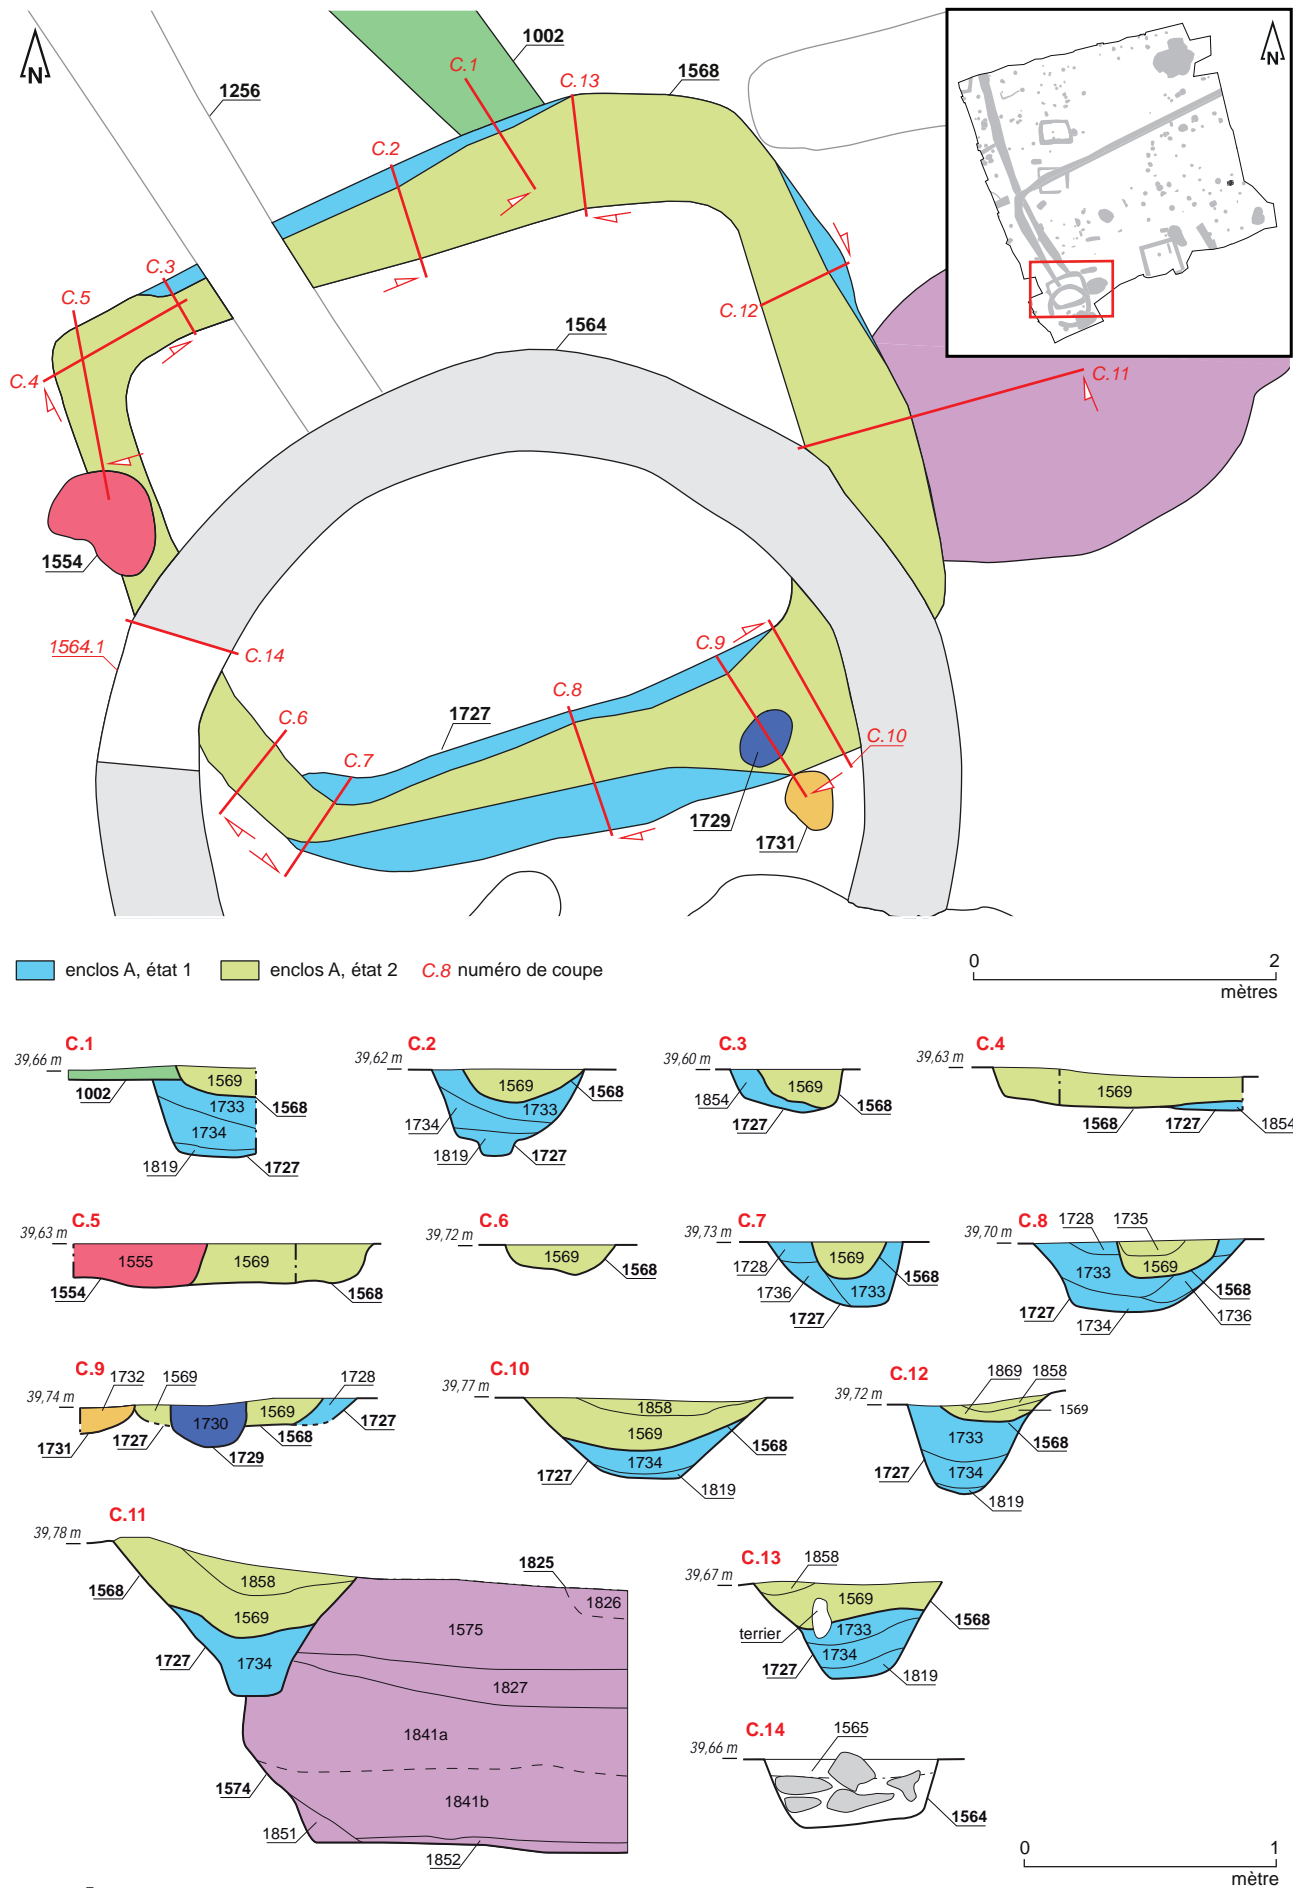 N
N
1002
1256
C.1
C.13
1568
C.2
C.3
C.5
C.12
C.4
1564
C.11
1554
1564.1
C.14
C.9
C.6
C.8
1727
C.7
C.10
1729
1731
enclos A, état 1
enclos A, état 2
C.8 numéro de coupe
0 2
mètres
C.1
39,66 m
1569
1002
1733
1568
1734
1819
1727
C.2
39,62 m
1569
1568
1734
1733
1819
1727
C.3
39,60 m
1569
1854
1727
1568
C.4
39,63 m
1569
1568
1727
1854
C.5
39,63 m
1555
1569
1554
1568
C.6
39,72 m
1569
1568
C.7
39,73 m
1728
1569
1736
1733
1568
1727
C.8
39,70 m
1728
1735
1733
1569
1568
1727
1734
1736
C.9
39,74 m
1732
1569
1728
1730
1569
1727
1731
1727
1568
1729
C.10
39,77 m
1858
1569
1568
1727
1734
1819
C.12
39,72 m
1869
1858
1569
1733
1568
1727
1734
1819
C.11
39,78 m
1858
1825
1826
1568
1569
1575
1727
1734
1827
1841a
1574
1841b
1851
1852
C.13
39,67 m
1858
1569
1568
terrier
1733
1734
1727
1819
C.14
39,66 m
1565
1564
0 1
mètre